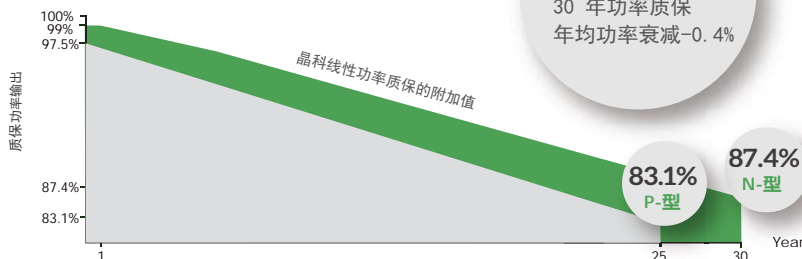 30 年功率质保
年均功率衰减-0.4%
100%
99%
97.5%
87.4%
83.1%
质保功率输出
晶科线性功率质保的附加值
83.1%
P-型
87.4%
N-型
1
25
30
Year